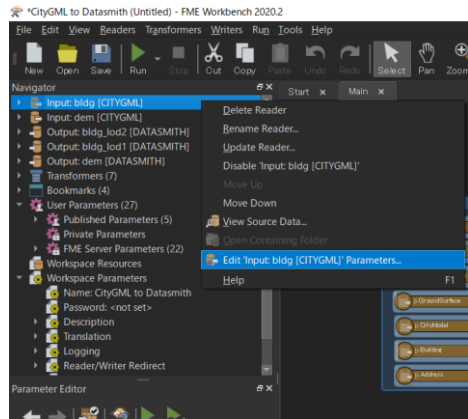 *CityGML to Datasmith (Untitled) - FME Workbench 2020.2
File Edit View Readers Transformers Writers Run Tools Help
New Open Save Run Stop Cut Copy Paste Undo Redo Select Pan Zoom
Navigator
Start Main
Input: bldg [CITYGML]
Input: dem [CITYGML]
Output: bldg_lod2 [DATASMITH]
Output: bldg_lod1 [DATASMITH]
Output: dem [DATASMITH]
Transformers (7)
Bookmarks (4)
User Parameters (27)
Published Parameters (5)
Private Parameters
FME Server Parameters (22)
Workspace Resources
Workspace Parameters
Name: CityGML to Datasmith
Password: <not set>
Description
Translation
Logging
Reader/Writer Redirect
Parameter Editor
Delete Reader
Rename Reader...
Update Reader...
Disable 'Input: bldg [CITYGML]'
Move Up
Move Down
View Source Data...
Open Containing Folder
Edit 'Input: bldg [CITYGML]' Parameters...
Help F1
GroundSurface
CityModel
Building
Address